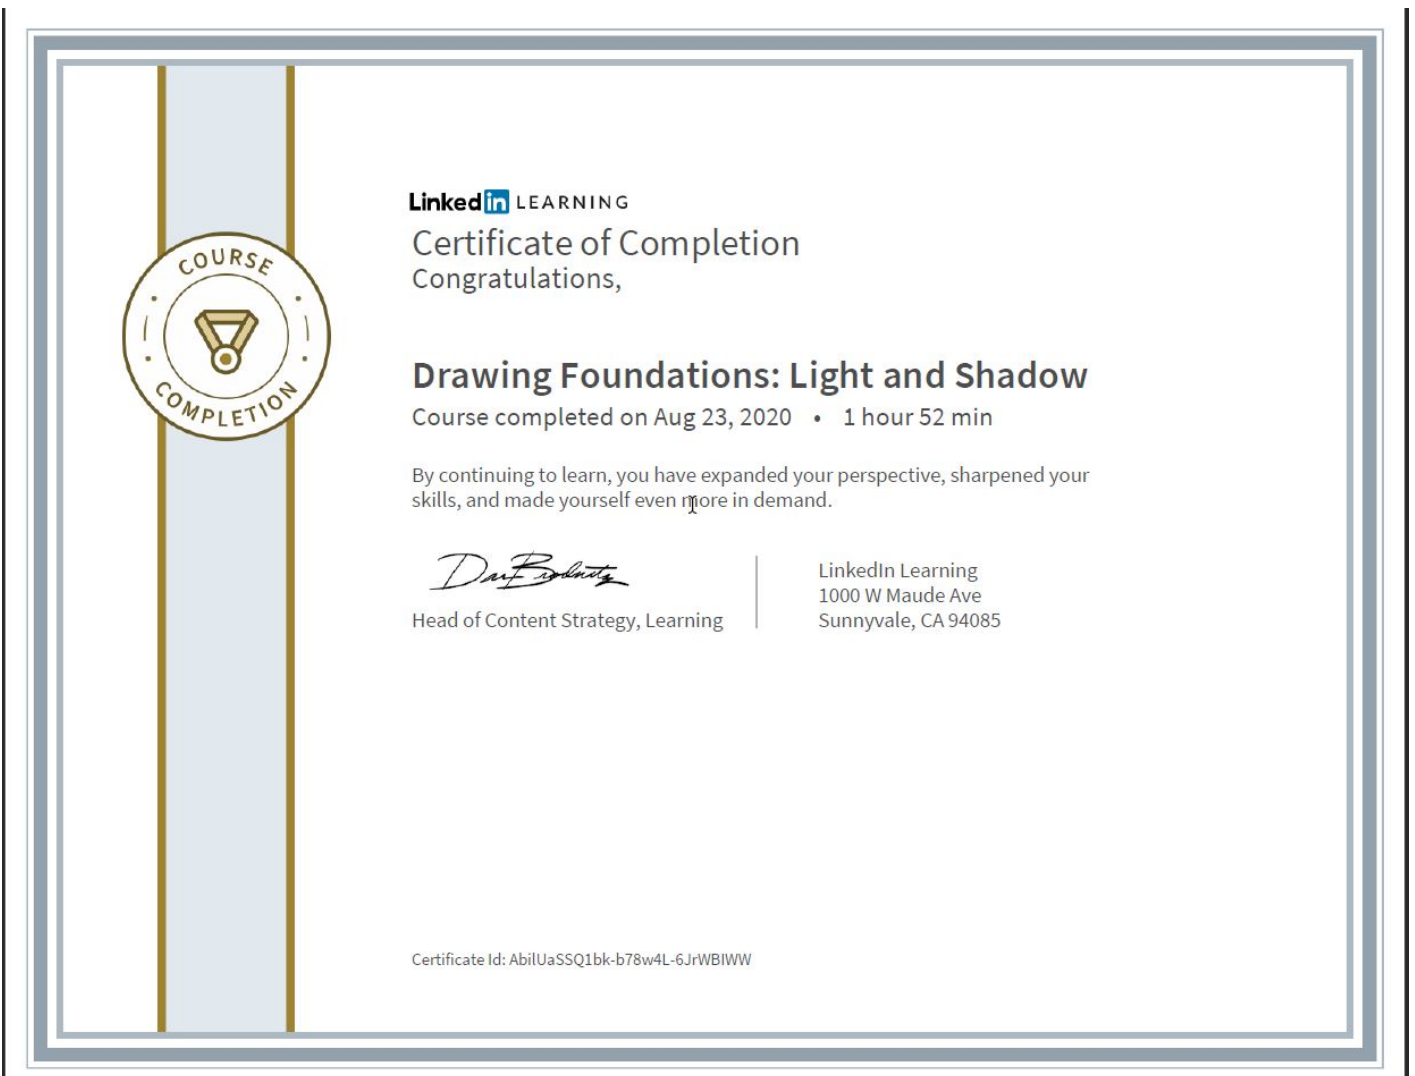 COURSE
COMPLETION
Linked in LEARNING
Certificate of Completion
Congratulations,
Drawing Foundations: Light and Shadow
Course completed on Aug 23, 2020 • 1 hour 52 min
By continuing to learn, you have expanded your perspective, sharpened your
skills, and made yourself even more in demand.
Head of Content Strategy, Learning
LinkedIn Learning
1000 W Maude Ave
Sunnyvale, CA 94085
Certificate Id: AbilUaSSQ1bk-b78w4L-6JrWBIWW